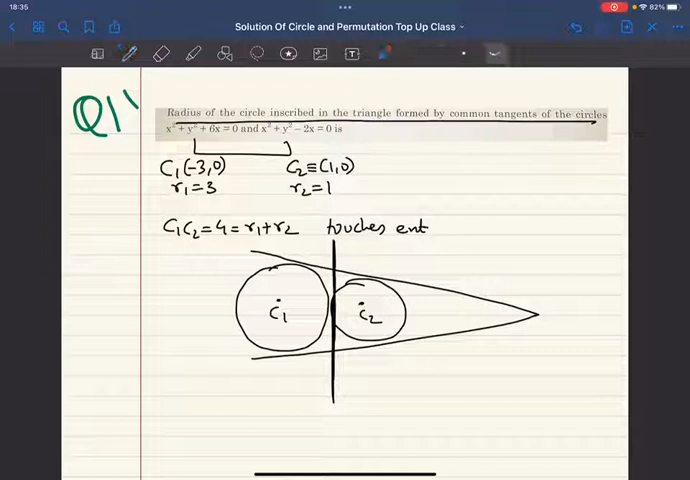 18:35
82%
Solution Of Circle and Permutation Top Up Class
Q11
Radius of the circle inscribed in the triangle formed by common tangents of the circles
x² + y² + 6x = 0 and x² + y² – 2x = 0 is
C₁(-3,0) C₂≡(1,0)
r₁=3 r₂=1
C₁C₂=4=r₁+r₂ touches ext
C₁ C₂